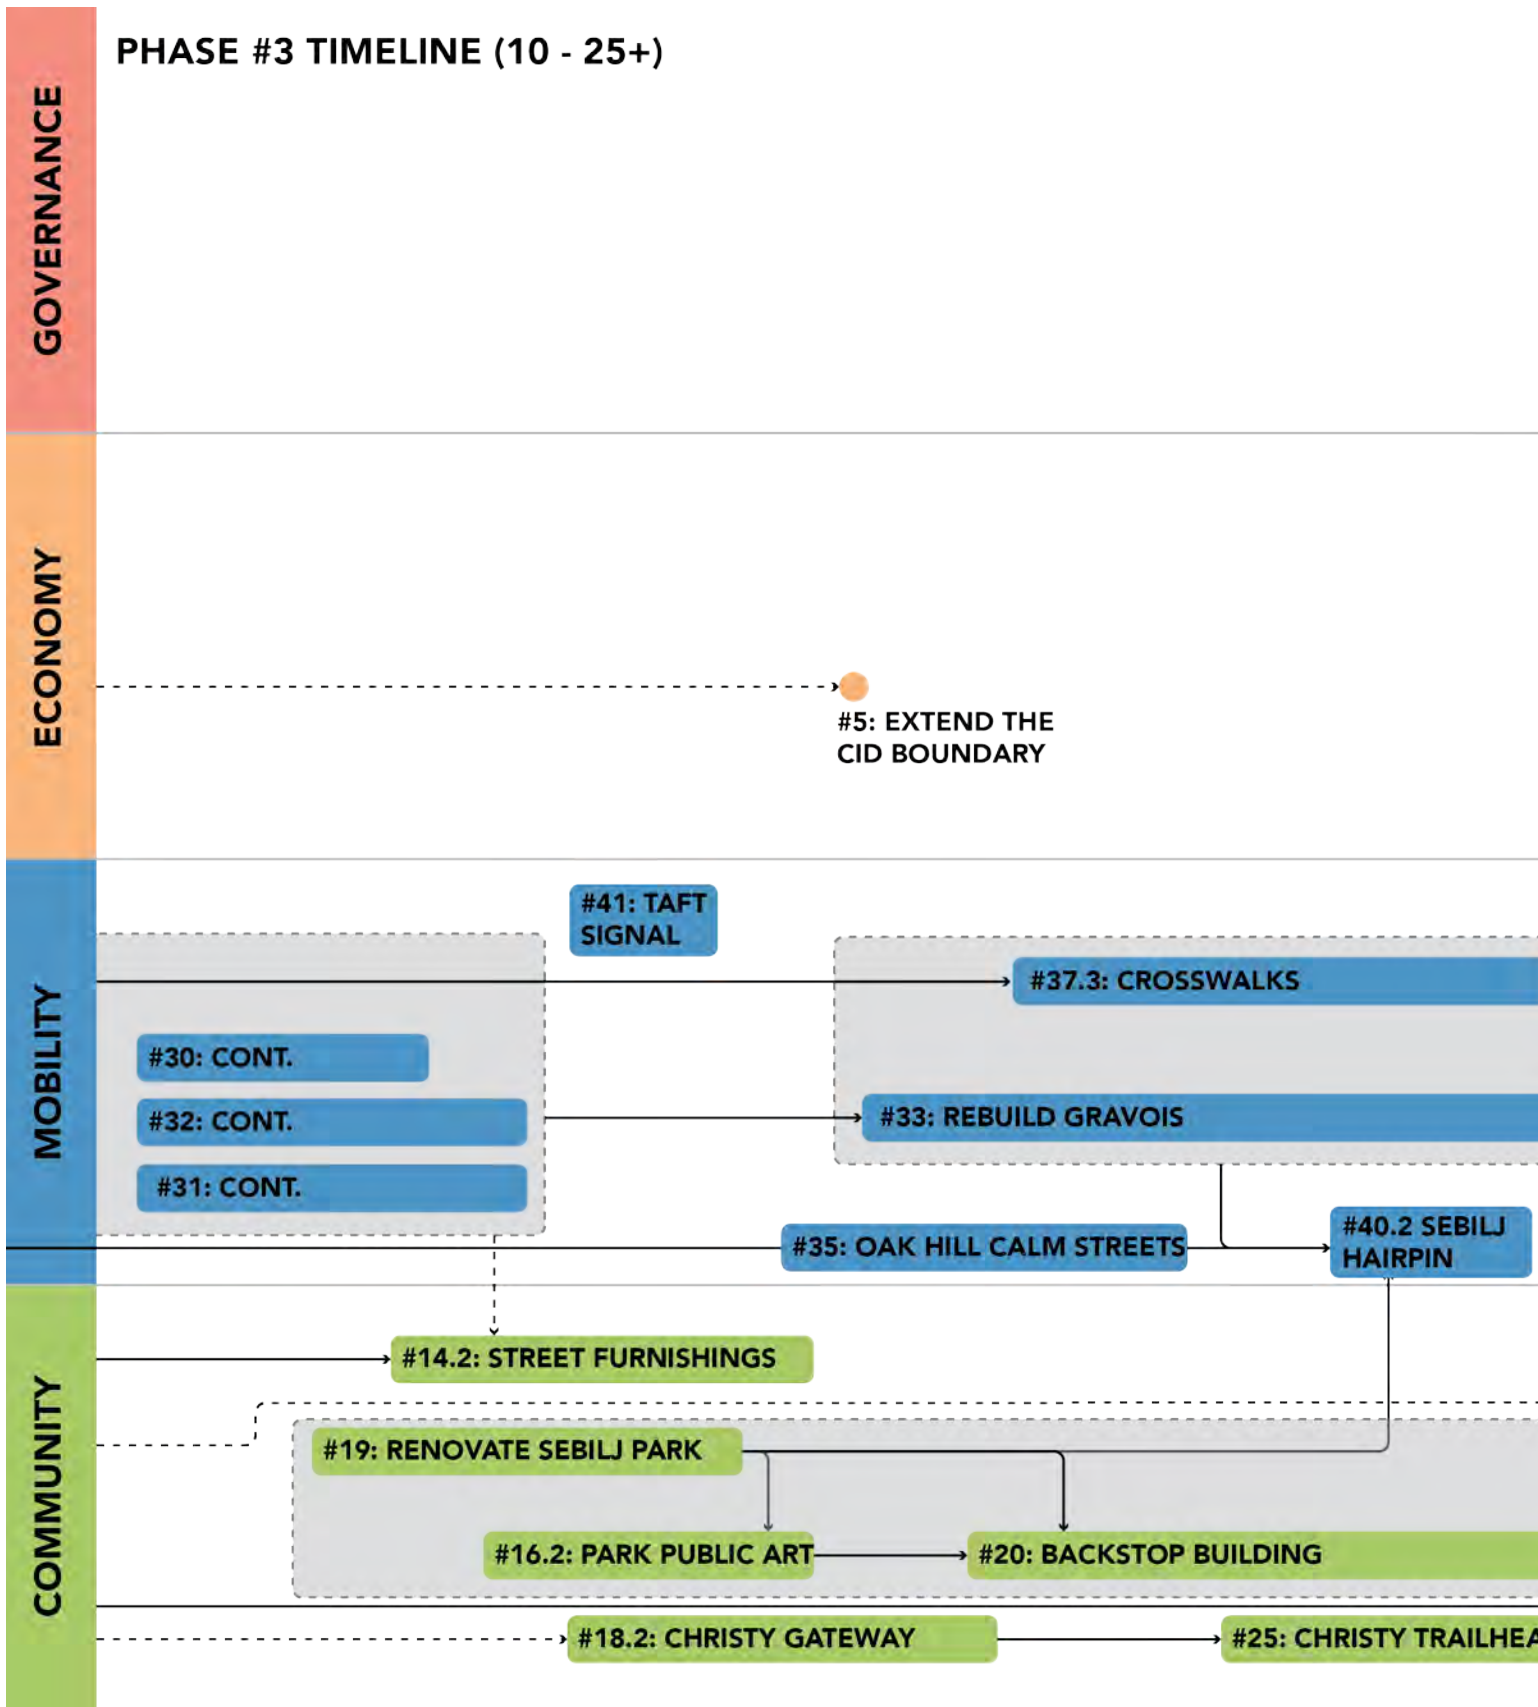 PHASE #3 TIMELINE (10 - 25+)
GOVERNANCE
ECONOMY
#5: EXTEND THE
CID BOUNDARY
MOBILITY
#41: TAFT
SIGNAL
#37.3: CROSSWALKS
#30: CONT.
#32: CONT.
#33: REBUILD GRAVOIS
#31: CONT.
#35: OAK HILL CALM STREETS
#40.2 SEBILJ
HAIRPIN
COMMUNITY
#14.2: STREET FURNISHINGS
#19: RENOVATE SEBILJ PARK
#16.2: PARK PUBLIC ART
#20: BACKSTOP BUILDING
#18.2: CHRISTY GATEWAY
#25: CHRISTY TRAILHEA